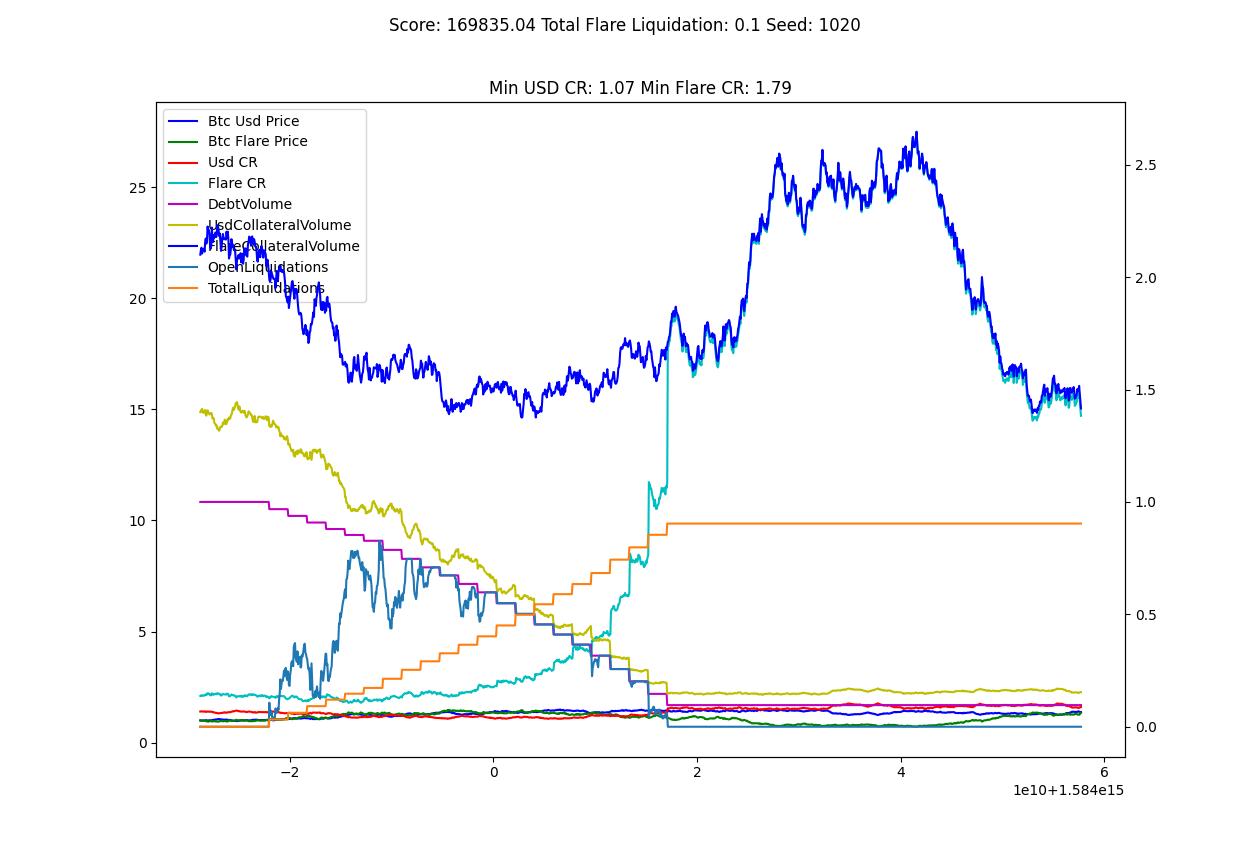 Score: 169835.04 Total Flare Liquidation: 0.1 Seed: 1020
Min USD CR: 1.07 Min Flare CR: 1.79
Btc Usd Price
Btc Flare Price
Usd CR
Flare CR
DebtVolume
UsdCollateralVolume
FlareCollateralVolume
OpenLiquidations
TotalLiquidations
25
20
15
10
5
0
2.5
2.0
1.5
1.0
0.5
0.0
−2
0
2
4
6
1e10+1.584e15